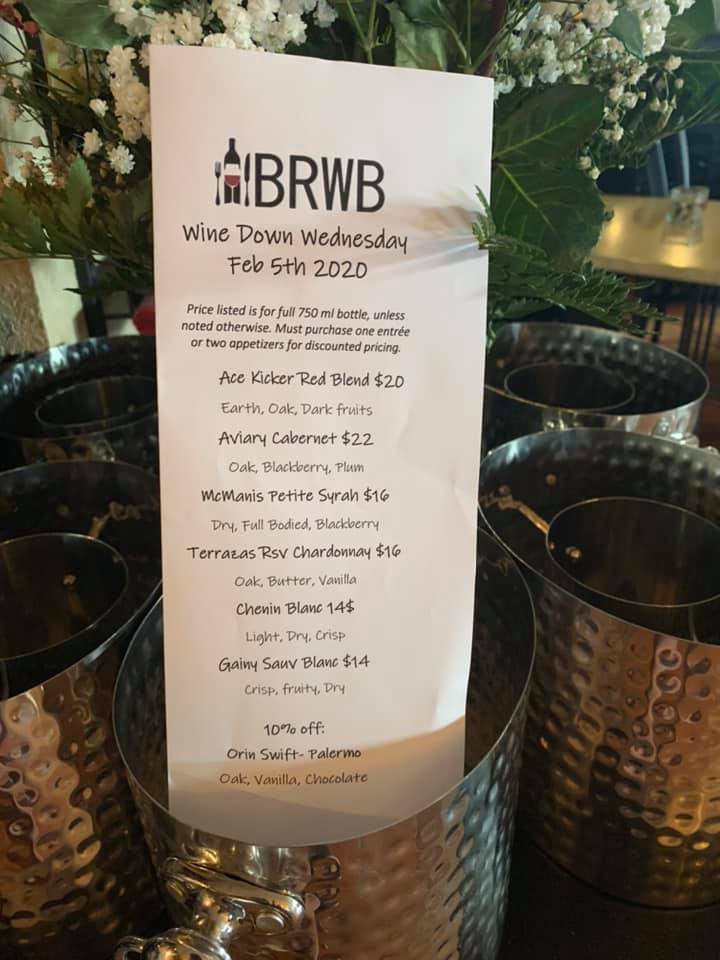 BRWB
Wine Down Wednesday
Feb 5th 2020
Price listed is for full 750 ml bottle, unless
noted otherwise. Must purchase one entrée
or two appetizers for discounted pricing.
Ace Kicker Red Blend $20
Earth, Oak, Dark fruits
Aviary Cabernet $22
Oak, Blackberry, Plum
McManis Petite Syrah $16
Dry, Full Bodied, Blackberry
Terrazas Rsv Chardonnay $16
Oak, Butter, Vanilla
Chenin Blanc 14$
Light, Dry, Crisp
Gainy Sauv Blanc $14
Crisp, fruity, Dry
10% off:
Orin Swift- Palermo
Oak, Vanilla, Chocolate